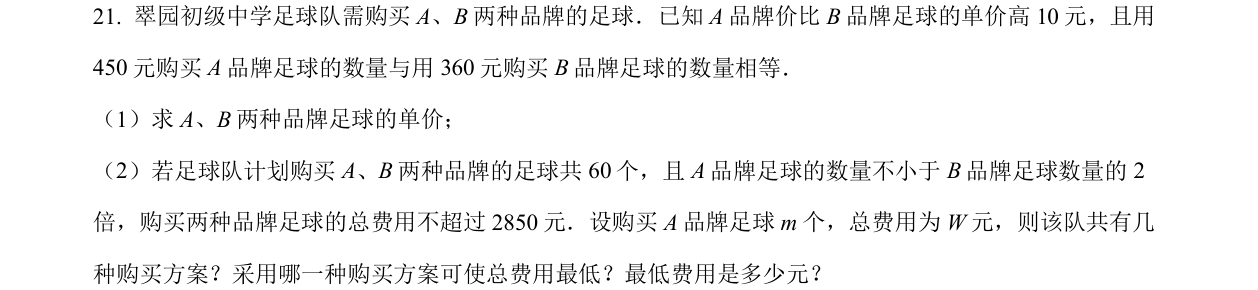 21. 翠园初级中学足球队需购买 A、B 两种品牌的足球．已知 A 品牌价比 B 品牌足球的单价高 10 元，且用
450 元购买 A 品牌足球的数量与用 360 元购买 B 品牌足球的数量相等．
（1）求 A、B 两种品牌足球的单价；
（2）若足球队计划购买 A、B 两种品牌的足球共 60 个，且 A 品牌足球的数量不小于 B 品牌足球数量的 2
倍，购买两种品牌足球的总费用不超过 2850 元．设购买 A 品牌足球 m 个，总费用为 W 元，则该队共有几
种购买方案？采用哪一种购买方案可使总费用最低？最低费用是多少元？